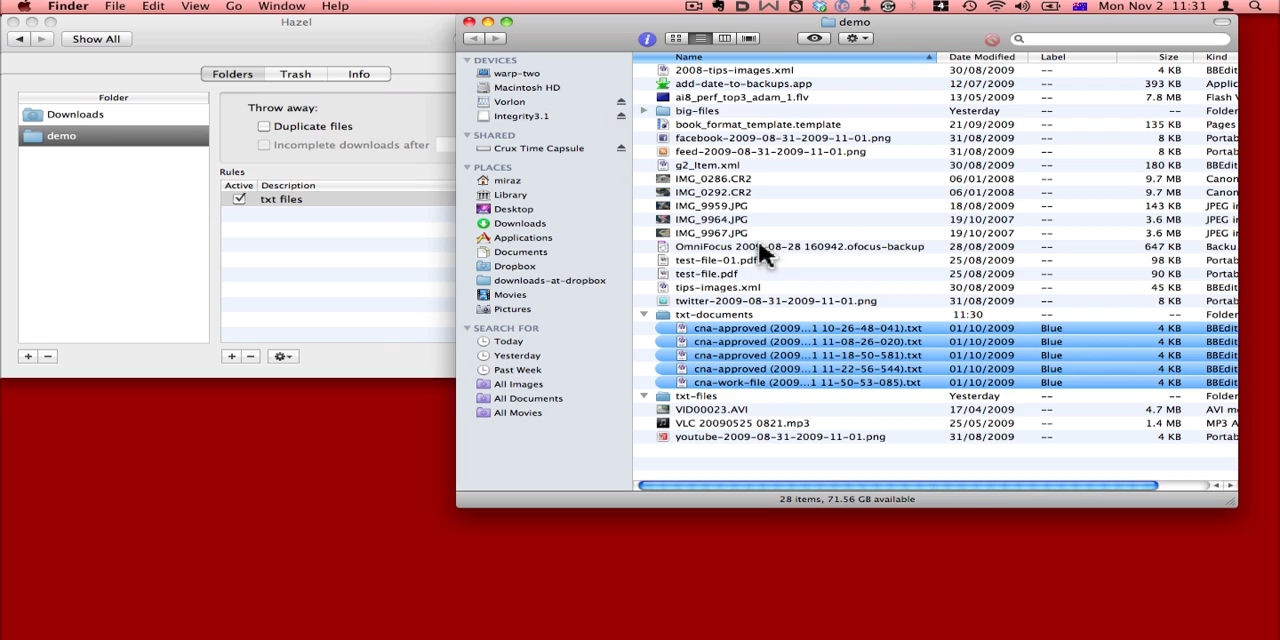 Finder File Edit View Go Window Help
4 Mon Nov 2 11:31
Hazel
Show All
Folders Trash Info
Folder
Downloads
demo
Throw away:
Duplicate files
Incomplete downloads after
Rules
Active Description
txt files
demo
DEVICES
warp-two
Macintosh HD
Vorlon
Integrity3.1
SHARED
Crux Time Capsule
PLACES
miraz
Library
Desktop
Downloads
Applications
Documents
Dropbox
downloads-at-dropbox
Movies
Pictures
SEARCH FOR
Today
Yesterday
Past Week
All Images
All Documents
All Movies
Name Date Modified Label Size Kind
2008-tips-images.xml 30/08/2009 -- 4 KB BBEdit
add-date-to-backups.app 12/07/2009 -- 393 KB Applic
ai8_perf_top3_adam_1.flv 13/05/2009 -- 7.8 MB Flash V
big-files Yesterday -- -- Folder
book_format_template.template 21/09/2009 -- 135 KB Pages
facebook-2009-08-31-2009-11-01.png 31/08/2009 -- 8 KB Portab
feed-2009-08-31-2009-11-01.png 31/08/2009 -- 8 KB Portab
g2_item.xml 30/08/2009 -- 180 KB BBEdit
IMG_0286.CR2 06/01/2008 -- 9.7 MB Canon
IMG_0292.CR2 06/01/2008 -- 9.7 MB Canon
IMG_9959.JPG 18/08/2009 -- 143 KB JPEG in
IMG_9964.JPG 19/10/2007 -- 3.6 MB JPEG in
IMG_9967.JPG 19/10/2007 -- 3.6 MB JPEG in
OmniFocus 2009-08-28 160942.ofocus-backup 28/08/2009 -- 647 KB Backu
test-file-01.pdf 25/08/2009 -- 98 KB Portab
test-file.pdf 25/08/2009 -- 90 KB Portab
tips-images.xml 30/08/2009 -- 45 KB BBEdit
twitter-2009-08-31-2009-11-01.png 31/08/2009 -- 8 KB Portab
txt-documents 11:30 -- -- Folder
cna-approved (2009...1 10-26-48-041).txt 01/10/2009 Blue 4 KB BBEdit
cna-approved (2009...1 11-08-26-020).txt 01/10/2009 Blue 4 KB BBEdit
cna-approved (2009...1 11-18-50-581).txt 01/10/2009 Blue 4 KB BBEdit
cna-approved (2009...1 11-22-56-544).txt 01/10/2009 Blue 4 KB BBEdit
cna-work-file (2009...1 11-50-53-085).txt 01/10/2009 Blue 4 KB BBEdit
txt-files Yesterday -- -- Folder
VID00023.AVI 17/04/2009 -- 4.7 MB AVI mo
VLC 20090525 0821.mp3 25/05/2009 -- 1.4 MB MP3 A
youtube-2009-08-31-2009-11-01.png 31/08/2009 -- 4 KB Portab
28 items, 71.56 GB available